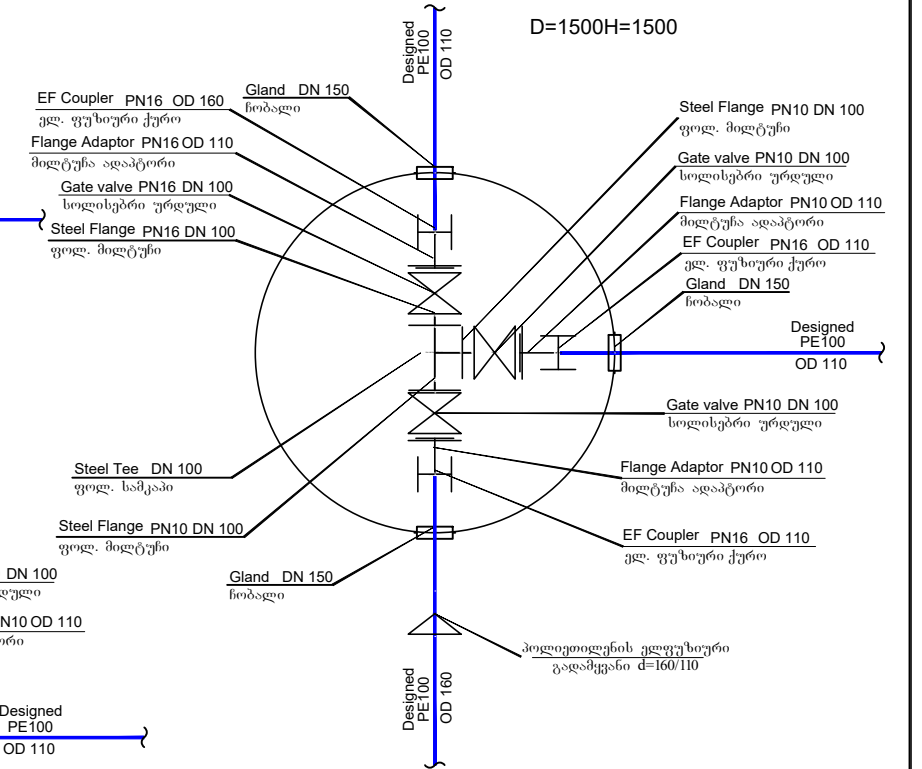 D=1500H=1500
Designed
PE100
OD 110
Gland DN 150
ჩობალი
EF Coupler PN16 OD 160
ელ. ფუზიური ქურო
Flange Adaptor PN16 OD 110
მილტუჩა ადაპტორი
Gate valve PN16 DN 100
სოლისებრი ურდული
Steel Flange PN16 DN 100
ფოლ. მილტუჩი
Steel Flange PN10 DN 100
ფოლ. მილტუჩი
Gate valve PN10 DN 100
სოლისებრი ურდული
Flange Adaptor PN10 OD 110
მილტუჩა ადაპტორი
EF Coupler PN16 OD 110
ელ. ფუზიური ქურო
Gland DN 150
ჩობალი
Designed
PE100
OD 110
Gate valve PN10 DN 100
სოლისებრი ურდული
Flange Adaptor PN10 OD 110
მილტუჩა ადაპტორი
EF Coupler PN16 OD 110
ელ. ფუზიური ქურო
Steel Tee DN 100
ფოლ. სამკაპი
Steel Flange PN10 DN 100
ფოლ. მილტუჩი
Gland DN 150
ჩობალი
DN 100
დული
N10 OD 110
რი
პოლიეთილენის ელფუზიური
გადამყვანი d=160/110
Designed
PE100
OD 160
Designed
PE100
OD 110